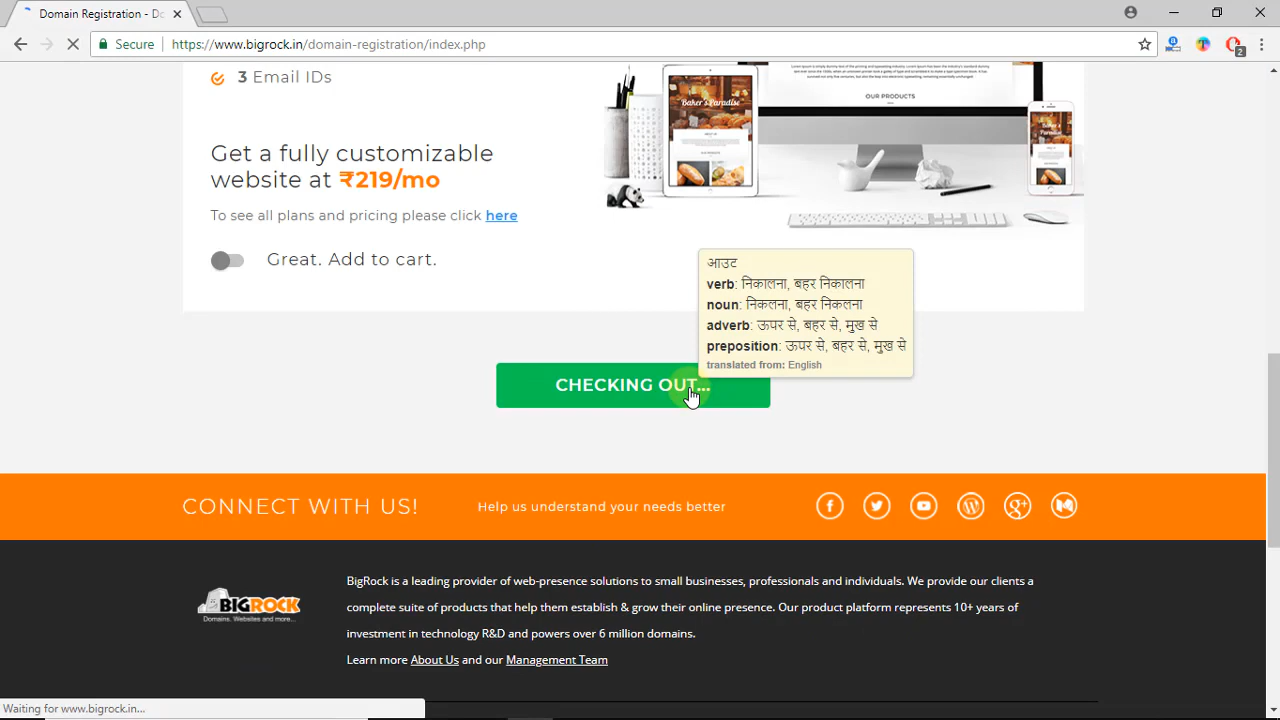 Domain Registration - Do
Secure
https://www.bigrock.in/domain-registration/index.php
2
3 Email IDs
OUR PRODUCTS
Baker's Paradise
Get a fully customizable
website at ₹219/mo
To see all plans and pricing please click here
Great. Add to cart.
आउट
verb: निकालना, बहर निकालना
noun: निकलना, बहर निकलना
adverb: ऊपर से, बहर से, मुख से
preposition: ऊपर से, बहर से, मुख से
translated from: English
CHECKING OUT...
CONNECT WITH US!
Help us understand your needs better
BIGROCK
Domains. Websites and more...
BigRock is a leading provider of web-presence solutions to small businesses, professionals and individuals. We provide our clients a
complete suite of products that help them establish & grow their online presence. Our product platform represents 10+ years of
investment in technology R&D and powers over 6 million domains.
Learn more About Us and our Management Team
Waiting for www.bigrock.in...